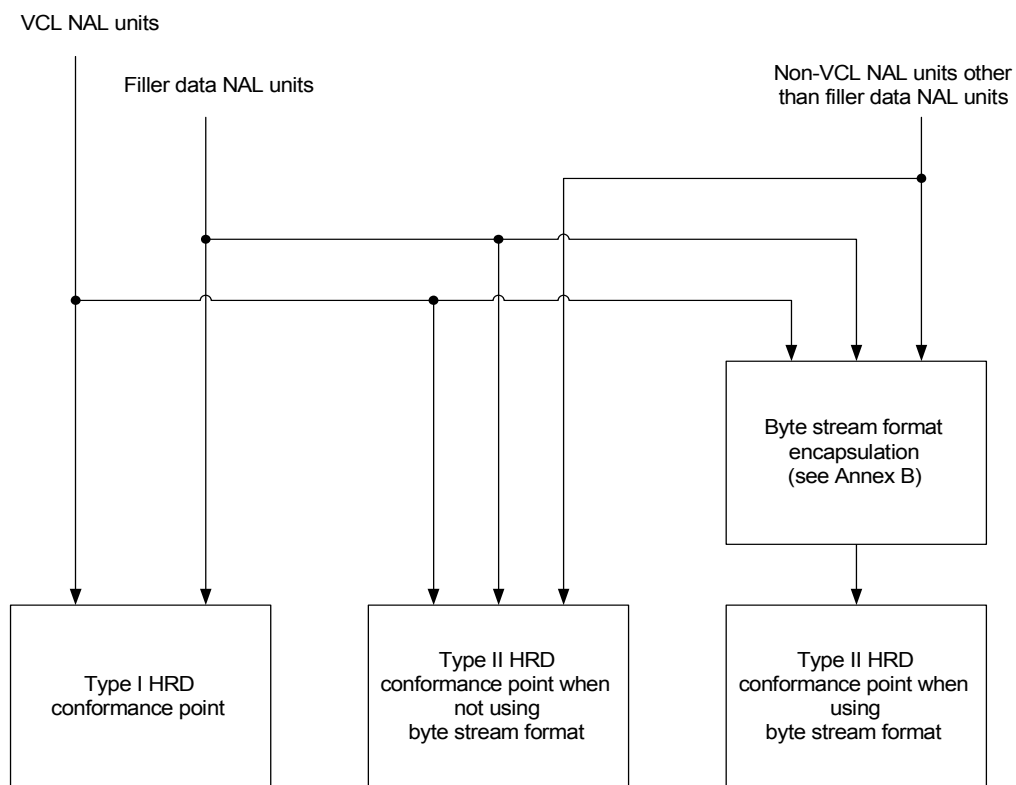 VCL NAL units
Filler data NAL units
Non-VCL NAL units other
than filler data NAL units
Byte stream format
encapsulation
(see Annex B)
Type I HRD
conformance point
Type II HRD
conformance point when
not using
byte stream format
Type II HRD
conformance point when
using
byte stream format